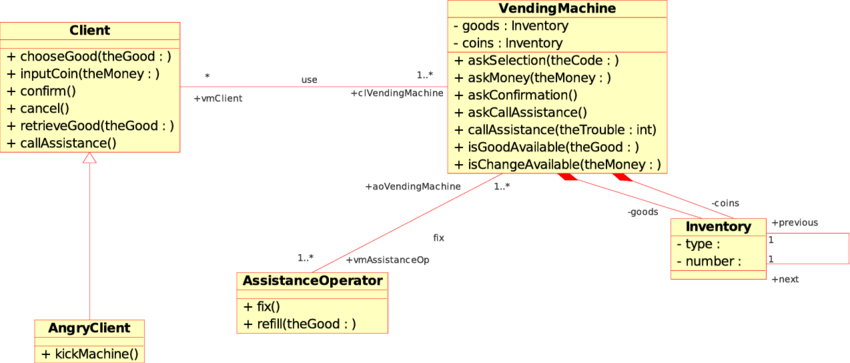 Client
+ chooseGood(theGood : )
+ inputCoin(theMoney : )
+ confirm()
+ cancel()
+ retrieveGood(theGood : )
+ callAssistance()
*
use
1..*
+vmClient
+clVendingMachine
VendingMachine
- goods : Inventory
- coins : Inventory
+ askSelection(theCode : )
+ askMoney(theMoney : )
+ askConfirmation()
+ askCallAssistance()
+ callAssistance(theTrouble : int)
+ isGoodAvailable(theGood : )
+ isChangeAvailable(theMoney : )
+aoVendingMachine
1..*
-goods
-coins
fix
1..*
+vmAssistanceOp
Inventory
- type :
- number :
+previous
1
1
+next
AssistanceOperator
+ fix()
+ refill(theGood : )
AngryClient
+ kickMachine()